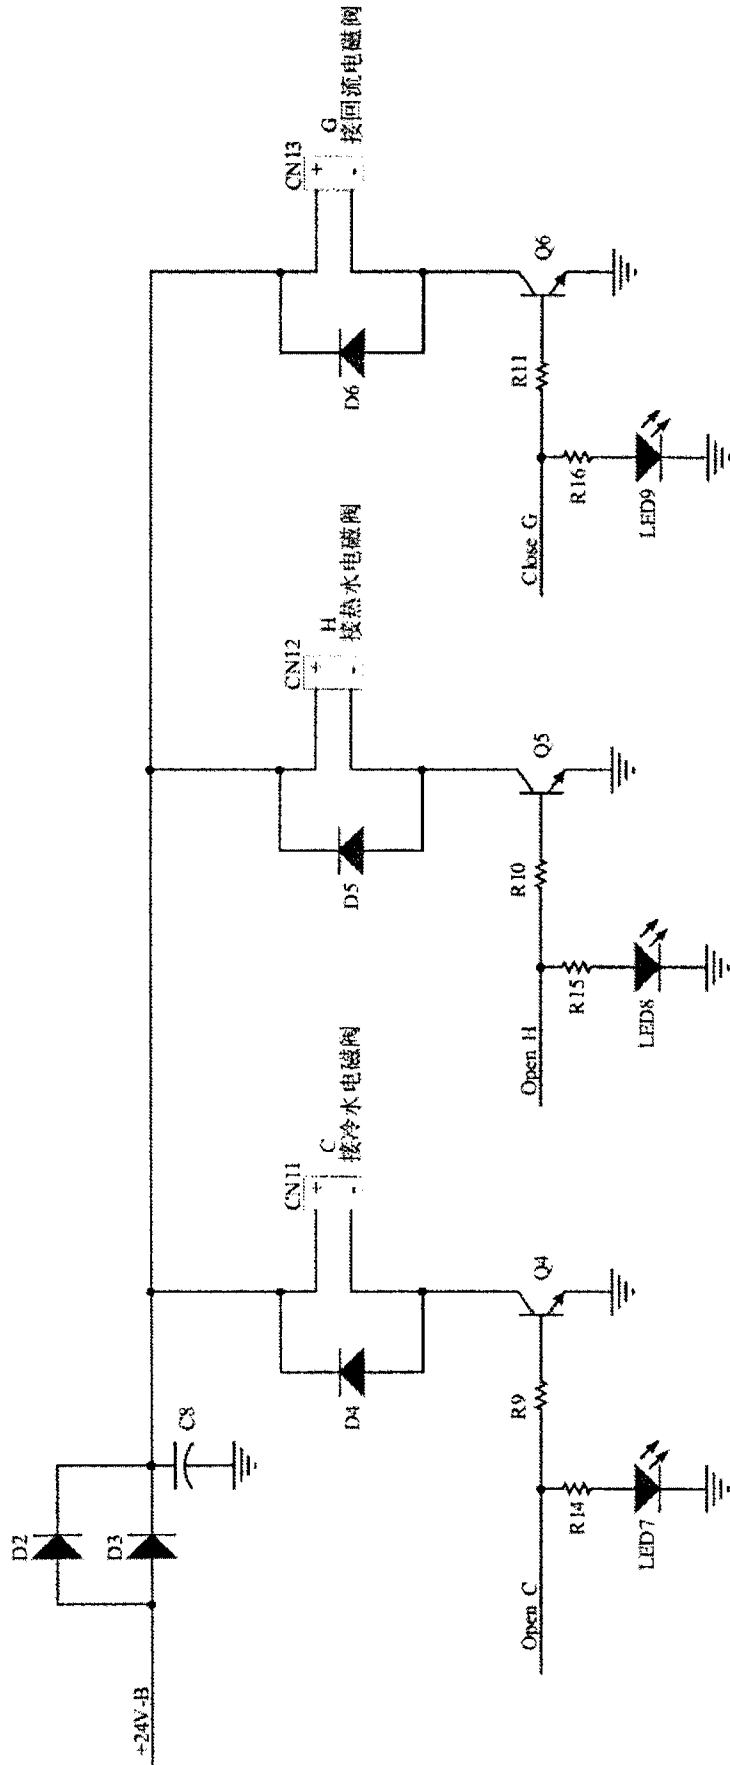 +24V-B
D2
D3
C8
CN11
+
-
C
接冷水电磁阀
D4
Open C
R9
Q4
R14
LED7
CN12
+
-
H
接热水电磁阀
D5
Open H
R10
Q5
R15
LED8
CN13
+
-
G
接回流电磁阀
D6
Close G
R11
Q6
R16
LED9